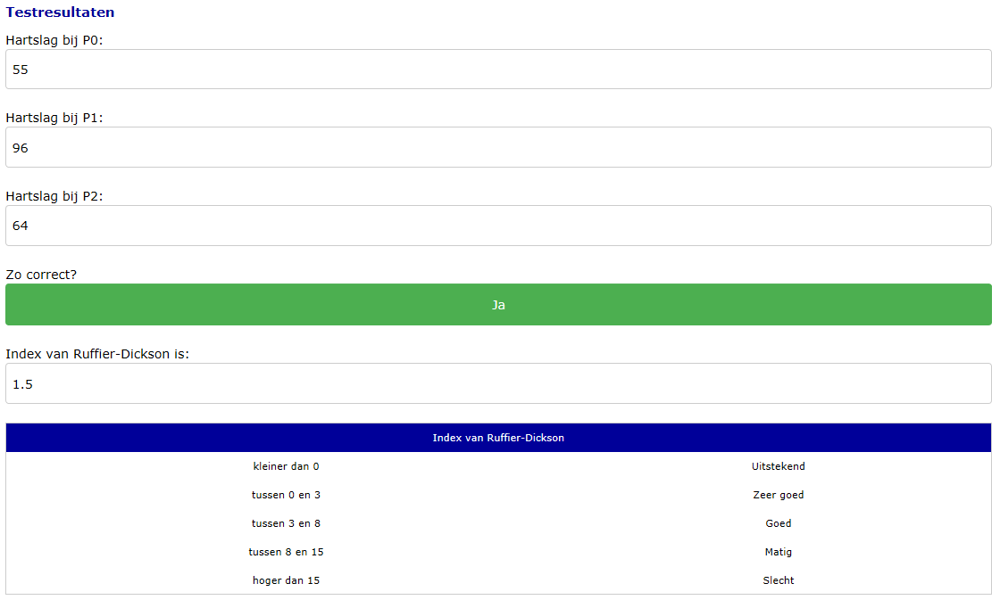 Testresultaten
Hartslag bij P0:
55
Hartslag bij P1:
96
Hartslag bij P2:
64
Zo correct?
Ja
Index van Ruffier-Dickson is:
1.5
Index van Ruffier-Dickson
kleiner dan 0 Uitstekend
tussen 0 en 3 Zeer goed
tussen 3 en 8 Goed
tussen 8 en 15 Matig
hoger dan 15 Slecht